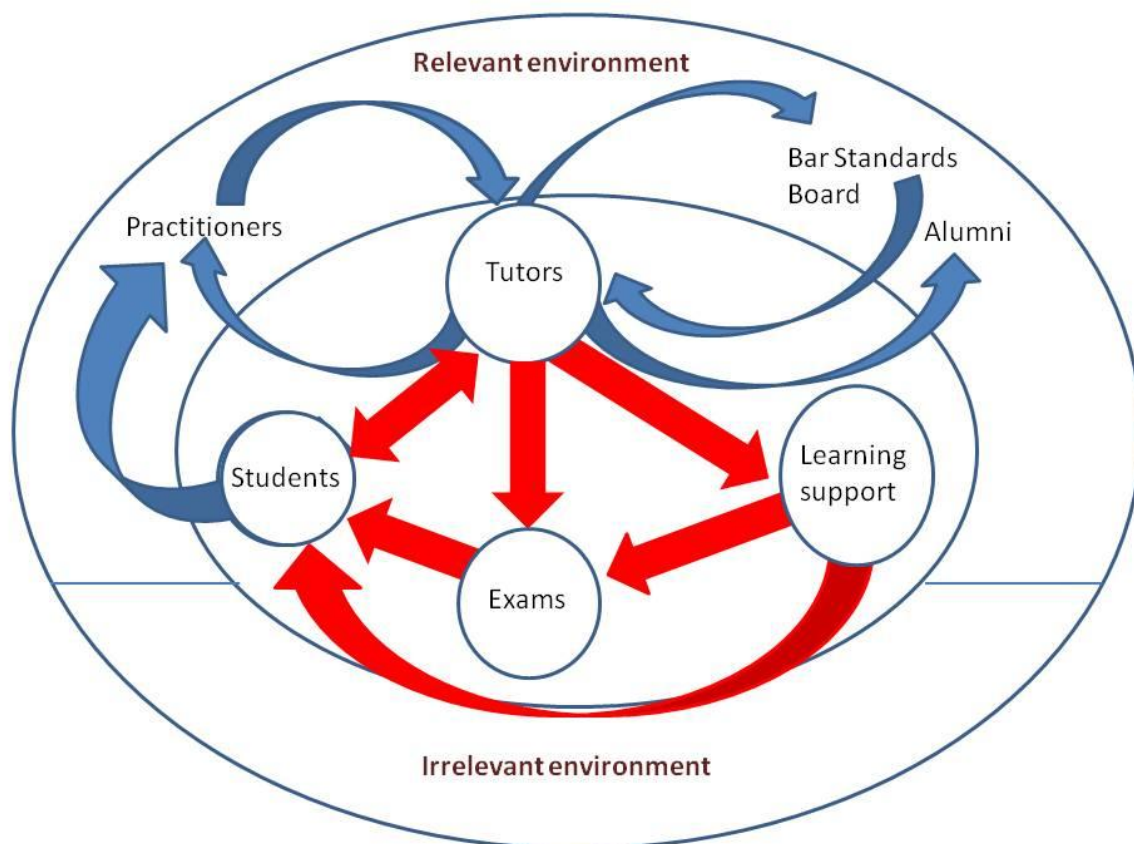 Relevant environment
Bar Standards
Board
Practitioners
Alumni
Tutors
Students
Learning
support
Exams
Irrelevant environment